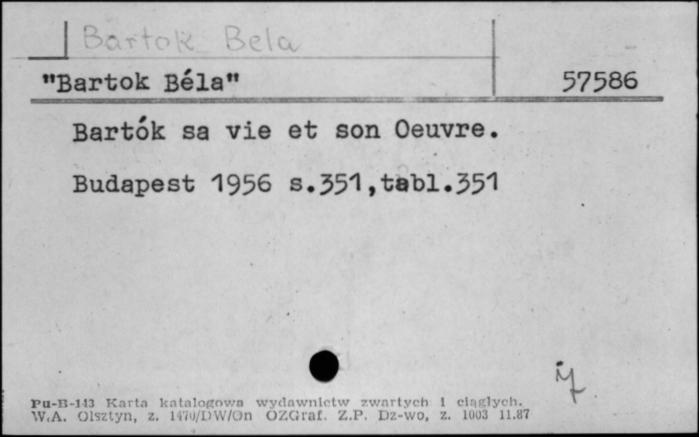 Bartok Bela
"Bartok Béla" 57586
Bartók sa vie et son Oeuvre.
Budapest 1956 s.351,tabl.351
Pu-B-143 Karta katalogowa wydawnictw zwartych i ciągłych.
W.A. Olsztyn, z. 1470/DW/On OZGraf. Z.P. Dz-wo, z. 1003 11.87